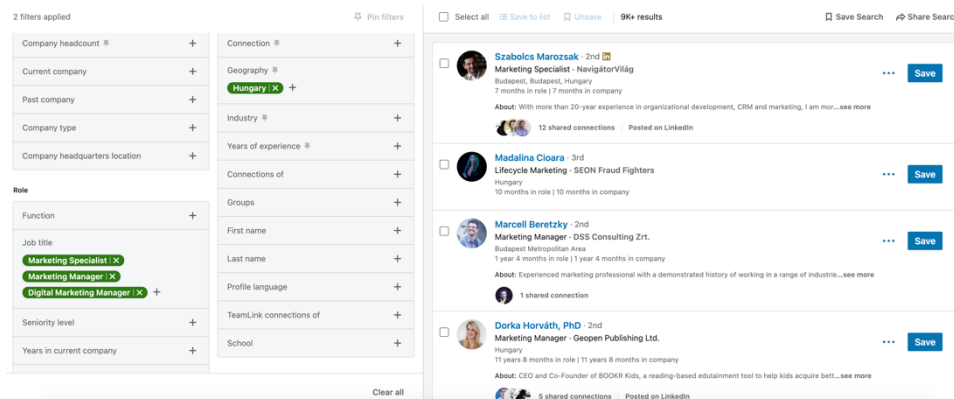 2 filters applied
Pin filters
Company headcount
Current company
Past company
Company type
Company headquarters location
Role
Function
Job title
Marketing Specialist
Marketing Manager
Digital Marketing Manager
Seniority level
Years in current company
Connection
Geography
Hungary
Industry
Years of experience
Connections of
Groups
First name
Last name
Profile language
TeamLink connections of
School
Clear all
Select all Save to list Unsave 9K+ results Save Search Share Searc
Szabolcs Marozsak · 2nd in
Marketing Specialist · NavigátorVilág
Budapest, Budapest, Hungary
7 months in role | 7 months in company
About: With more than 20-year experience in organizational development, CRM and marketing, I am mor...see more
12 shared connections | Posted on LinkedIn
Save
Madalina Cioara · 3rd
Lifecycle Marketing · SEON Fraud Fighters
Hungary
10 months in role | 10 months in company
Save
Marcell Beretzky · 2nd
Marketing Manager · DSS Consulting Zrt.
Budapest Metropolitan Area
1 year 4 months in role | 1 year 4 months in company
About: Experienced marketing professional with a demonstrated history of working in a range of industrie...see more
1 shared connection
Save
Dorka Horváth, PhD · 2nd
Marketing Manager · Geopen Publishing Ltd.
Hungary
11 years 8 months in role | 11 years 8 months in company
About: CEO and Co-Founder of BOOKR Kids, a reading-based edutainment tool to help kids acquire bett...see more
5 shared connections | Posted on LinkedIn
Save